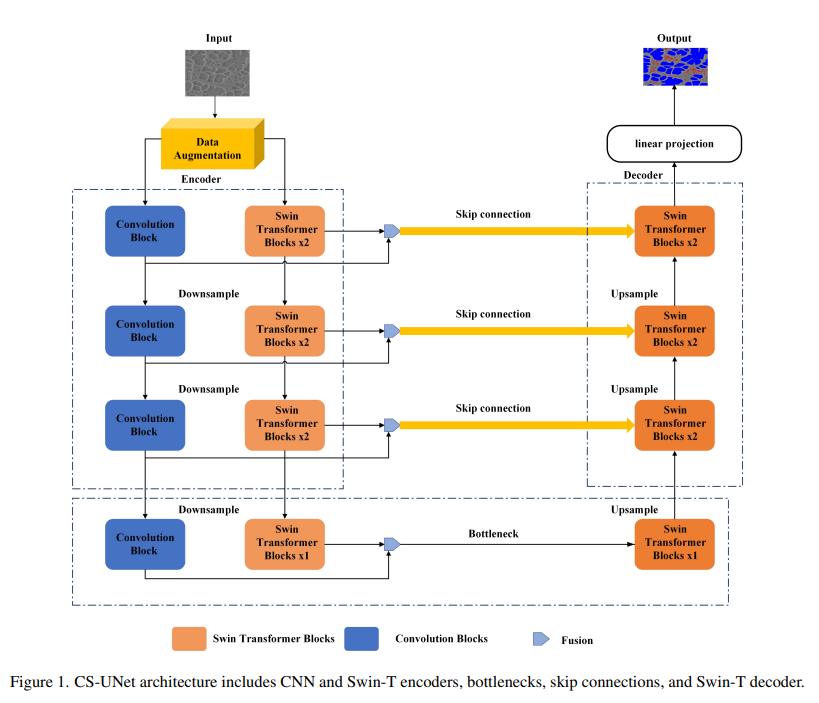 Input
Output
Data
Augmentation
linear projection
Encoder
Decoder
Convolution
Block
Swin
Transformer
Blocks x2
Skip connection
Swin
Transformer
Blocks x2
Downsample
Upsample
Convolution
Block
Swin
Transformer
Blocks x2
Skip connection
Swin
Transformer
Blocks x2
Downsample
Upsample
Convolution
Block
Swin
Transformer
Blocks x2
Skip connection
Swin
Transformer
Blocks x2
Downsample
Upsample
Convolution
Block
Swin
Transformer
Blocks x1
Bottleneck
Swin
Transformer
Blocks x1
Swin Transformer Blocks
Convolution Blocks
Fusion
Figure 1. CS-UNet architecture includes CNN and Swin-T encoders, bottlenecks, skip connections, and Swin-T decoder.